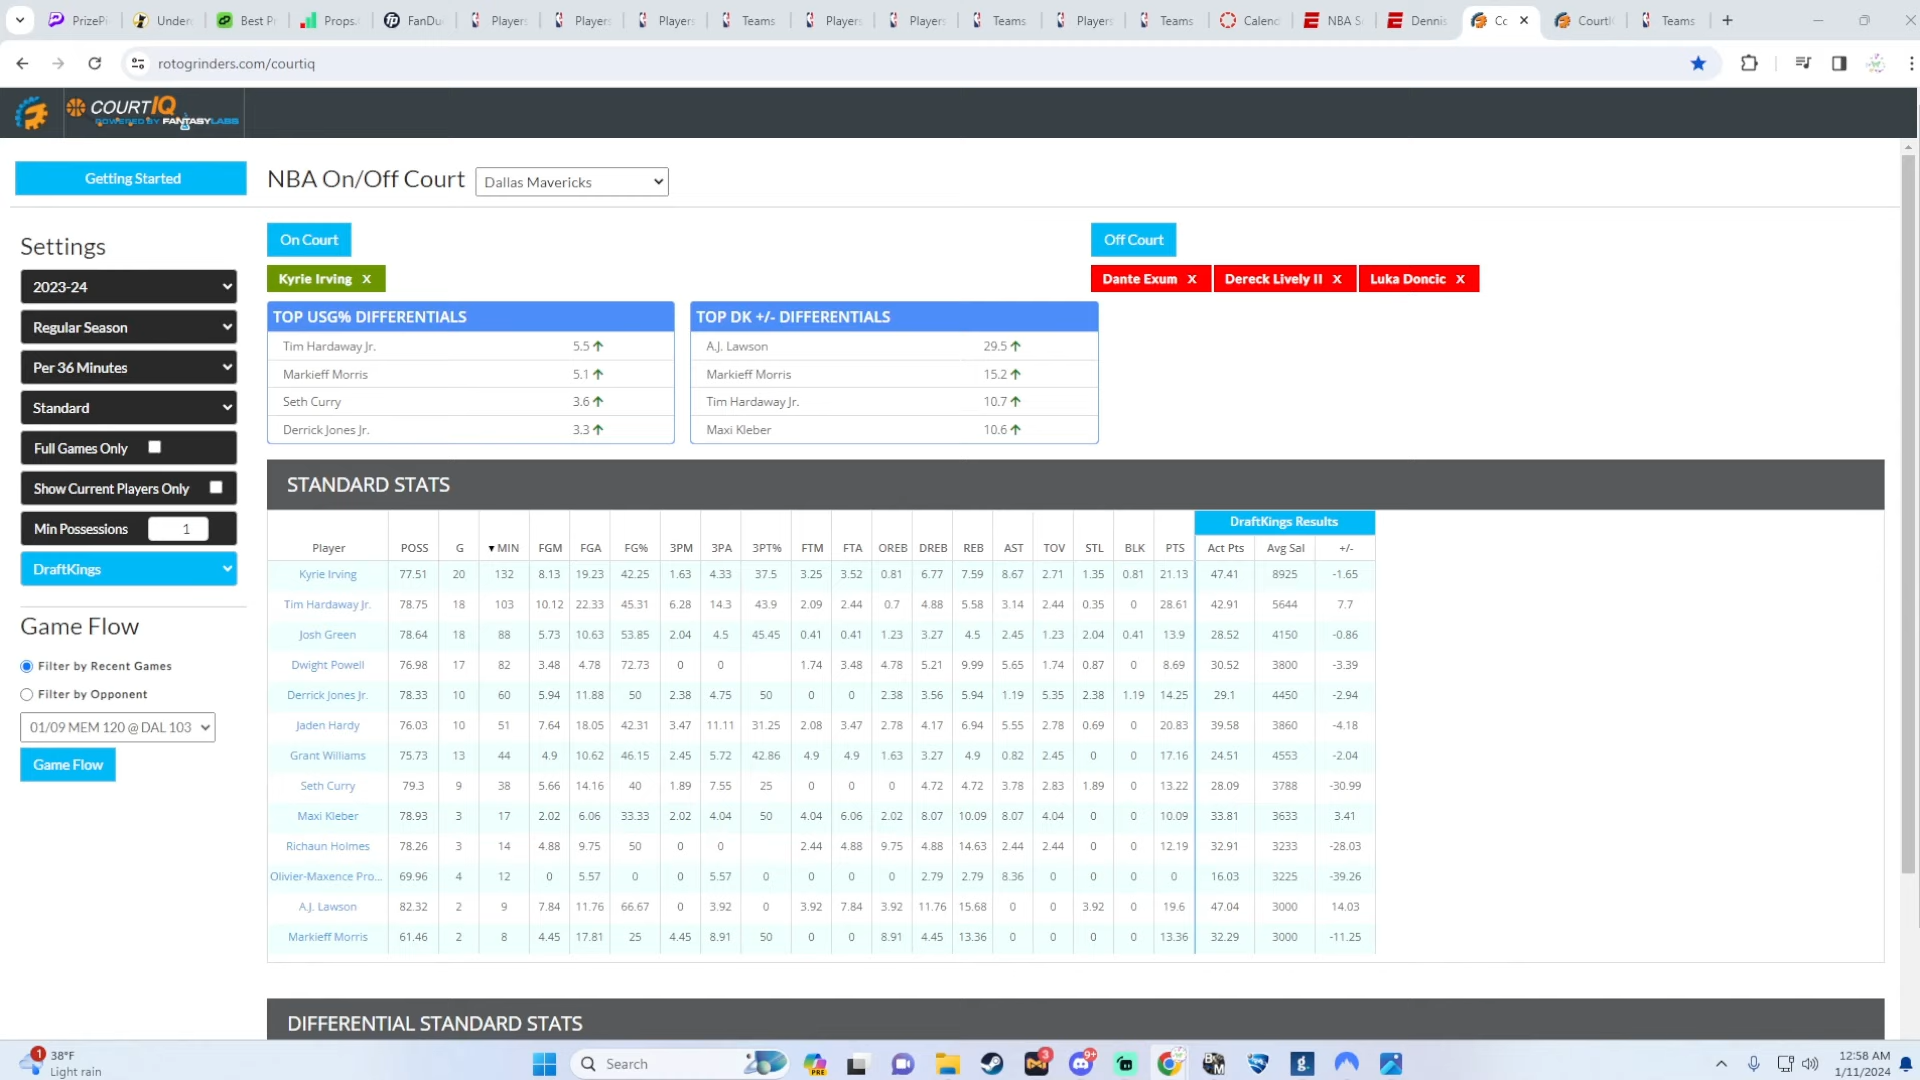 PrizePi Under Best P Props. FanDu Players Players Players Teams Players Players Teams Players Teams Calend NBA S Dennis Cc CourtI Teams
rotogrinders.com/courtiq
COURTIQ
POWERED BY FANTASYLABS
Getting Started
NBA On/Off Court Dallas Mavericks
Settings
2023-24
Regular Season
Per 36 Minutes
Standard
Full Games Only
Show Current Players Only
Min Possessions 1
DraftKings
Game Flow
Filter by Recent Games
Filter by Opponent
01/09 MEM 120 @ DAL 103
Game Flow
On Court
Kyrie Irving X
Off Court
Dante Exum X Dereck Lively II X Luka Doncic X
TOP USG% DIFFERENTIALS
Tim Hardaway Jr. 5.5
Markieff Morris 5.1
Seth Curry 3.6
Derrick Jones Jr. 3.3
TOP DK +/- DIFFERENTIALS
A.J. Lawson 29.5
Markieff Morris 15.2
Tim Hardaway Jr. 10.7
Maxi Kleber 10.6
STANDARD STATS
DraftKings Results
Player POSS G ▼MIN FGM FGA FG% 3PM 3PA 3PT% FTM FTA OREB DREB REB AST TOV STL BLK PTS Act Pts Avg Sal +/-
Kyrie Irving 77.51 20 132 8.13 19.23 42.25 1.63 4.33 37.5 3.25 3.52 0.81 6.77 7.59 8.67 2.71 1.35 0.81 21.13 47.41 8925 -1.65
Tim Hardaway Jr. 78.75 18 103 10.12 22.33 45.31 6.28 14.3 43.9 2.09 2.44 0.7 4.88 5.58 3.14 2.44 0.35 0 28.61 42.91 5644 7.7
Josh Green 78.64 18 88 5.73 10.63 53.85 2.04 4.5 45.45 0.41 0.41 1.23 3.27 4.5 2.45 1.23 2.04 0.41 13.9 28.52 4150 -0.86
Dwight Powell 76.98 17 82 3.48 4.78 72.73 0 0 1.74 3.48 4.78 5.21 9.99 5.65 1.74 0.87 0 8.69 30.52 3800 -3.39
Derrick Jones Jr. 78.33 10 60 5.94 11.88 50 2.38 4.75 50 0 0 2.38 3.56 5.94 1.19 5.35 2.38 1.19 14.25 29.1 4450 -2.94
Jaden Hardy 76.03 10 51 7.64 18.05 42.31 3.47 11.11 31.25 2.08 3.47 2.78 4.17 6.94 5.55 2.78 0.69 0 20.83 39.58 3860 -4.18
Grant Williams 75.73 13 44 4.9 10.62 46.15 2.45 5.72 42.86 4.9 4.9 1.63 3.27 4.9 0.82 2.45 0 0 17.16 24.51 4553 -2.04
Seth Curry 79.3 9 38 5.66 14.16 40 1.89 7.55 25 0 0 0 4.72 4.72 3.78 2.83 1.89 0 13.22 28.09 3788 -30.99
Maxi Kleber 78.93 3 17 2.02 6.06 33.33 2.02 4.04 50 4.04 6.06 2.02 8.07 10.09 8.07 4.04 0 0 10.09 33.81 3633 3.41
Richaun Holmes 78.26 3 14 4.88 9.75 50 0 0 2.44 4.88 9.75 4.88 14.63 2.44 2.44 0 0 12.19 32.91 3233 -28.03
Olivier-Maxence Pro... 69.96 4 12 0 5.57 0 0 5.57 0 0 0 0 2.79 2.79 8.36 0 0 0 0 16.03 3225 -39.26
A.J. Lawson 82.32 2 9 7.84 11.76 66.67 0 3.92 0 3.92 7.84 3.92 11.76 15.68 0 0 3.92 0 19.6 47.04 3000 14.03
Markieff Morris 61.46 2 8 4.45 17.81 25 4.45 8.91 50 0 0 8.91 4.45 13.36 0 0 0 0 13.36 32.29 3000 -11.25
DIFFERENTIAL STANDARD STATS
1 38°F
Light rain
Search
PRE
3
9+
12:58 AM
1/11/2024